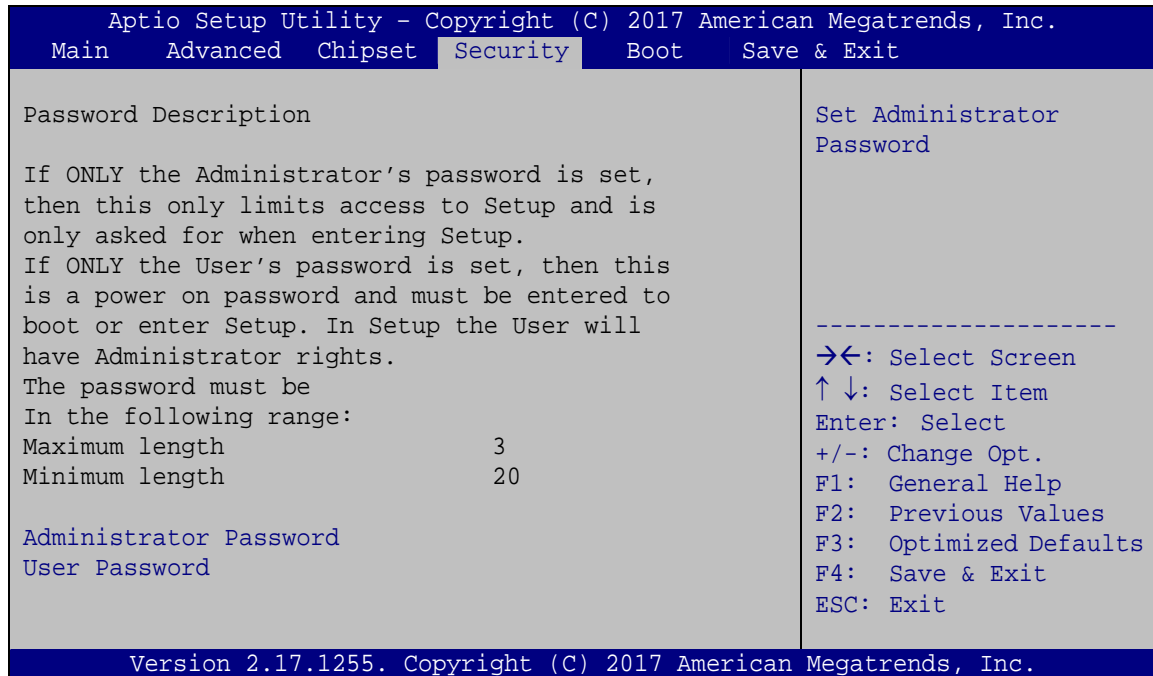 Aptio Setup Utility – Copyright (C) 2017 American Megatrends, Inc.
Main Advanced Chipset Security Boot Save & Exit
Password Description
If ONLY the Administrator’s password is set,
then this only limits access to Setup and is
only asked for when entering Setup.
If ONLY the User’s password is set, then this
is a power on password and must be entered to
boot or enter Setup. In Setup the User will
have Administrator rights.
The password must be
In the following range:
Maximum length 3
Minimum length 20
Administrator Password
User Password
Set Administrator
Password
---------------------
→←: Select Screen
↑ ↓: Select Item
Enter: Select
+/-: Change Opt.
F1: General Help
F2: Previous Values
F3: Optimized Defaults
F4: Save & Exit
ESC: Exit
Version 2.17.1255. Copyright (C) 2017 American Megatrends, Inc.